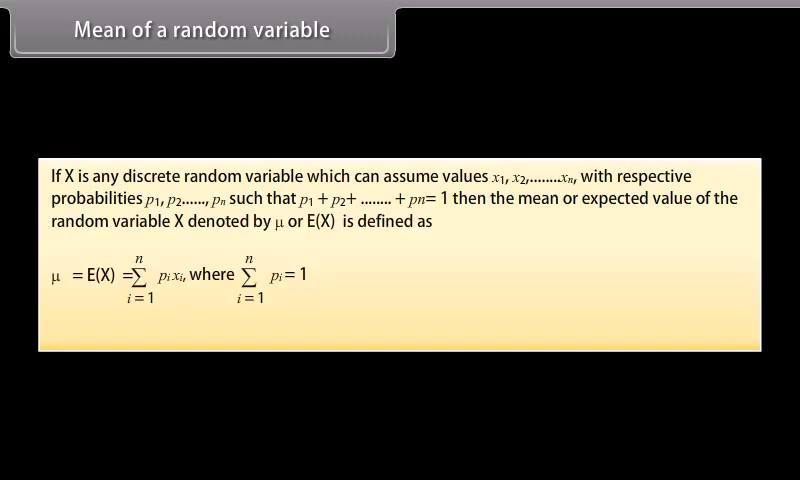 Mean of a random variable
If X is any discrete random variable which can assume values x1, x2,........xn, with respective
probabilities p1, p2......, pn such that p1 + p2+ ........ + pn= 1 then the mean or expected value of the
random variable X denoted by μ or E(X) is defined as
n n
μ = E(X) =∑ pi xi, where ∑ pi = 1
i = 1 i = 1